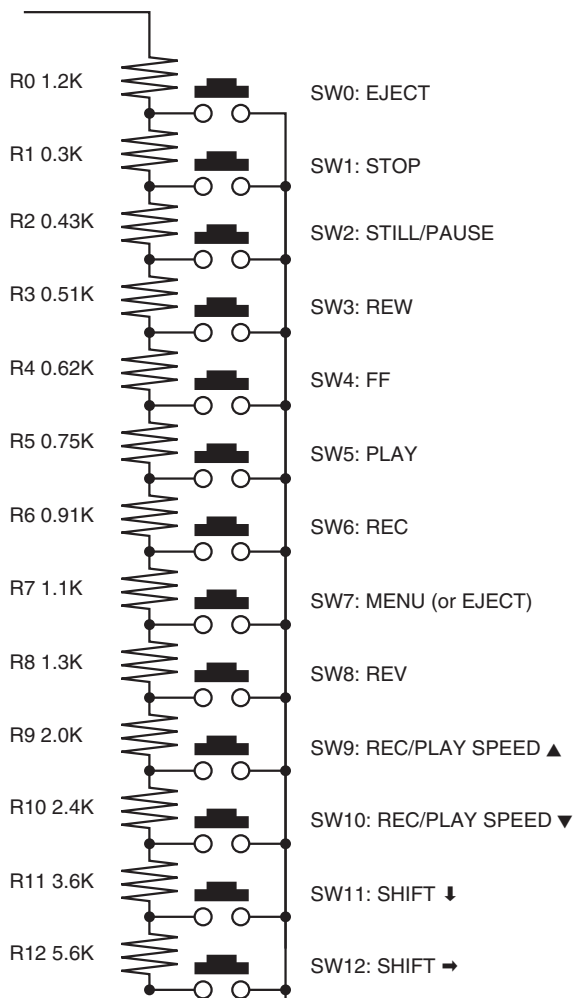 R0 1.2K
SW0: EJECT
R1 0.3K
SW1: STOP
R2 0.43K
SW2: STILL/PAUSE
R3 0.51K
SW3: REW
R4 0.62K
SW4: FF
R5 0.75K
SW5: PLAY
R6 0.91K
SW6: REC
R7 1.1K
SW7: MENU (or EJECT)
R8 1.3K
SW8: REV
R9 2.0K
SW9: REC/PLAY SPEED ▲
R10 2.4K
SW10: REC/PLAY SPEED ▼
R11 3.6K
SW11: SHIFT ⬇
R12 5.6K
SW12: SHIFT ➡